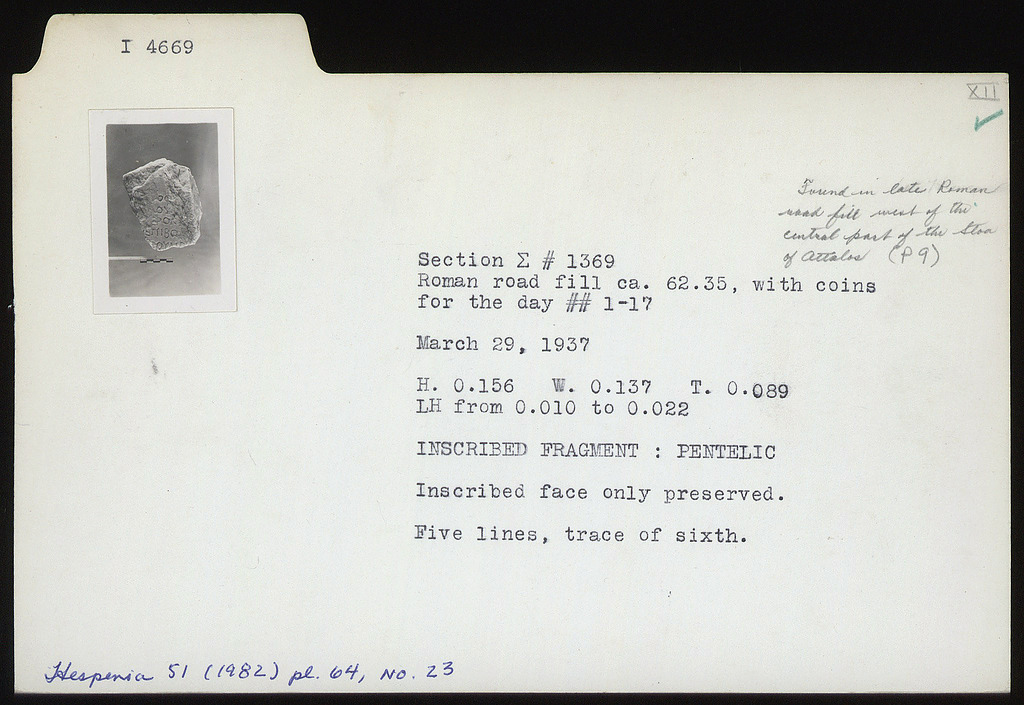 I 4669
XII
Found in late Roman
road fill west of the
central part of the Stoa
of Attalos (P 9)
Section Σ # 1369
Roman road fill ca. 62.35, with coins
for the day ## 1-17
March 29, 1937
H. 0.156 W. 0.137 T. 0.089
LH from 0.010 to 0.022
INSCRIBED FRAGMENT : PENTELIC
Inscribed face only preserved.
Five lines, trace of sixth.
Hesperia 51 (1982) pl. 64, NO. 23